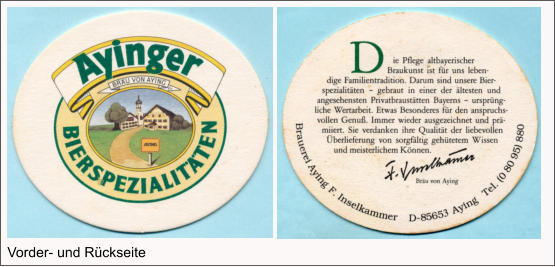 Ayinger
BRÄU VON AYING
BIERSPEZIALITÄTEN
AYING
Die Pflege altbayerischer
Braukunst ist für uns leben-
dige Familientradition. Darum sind unsere Bier-
spezialitäten - gebraut in einer der ältesten und
angesehensten Privatbraustätten Bayerns - ursprüng-
liche Wertarbeit. Etwas Besonderes für den anspruchs-
vollen Genuß. Immer wieder ausgezeichnet und prä-
miert. Sie verdanken ihre Qualität der liebevollen
Überlieferung von sorgfältig gehütetem Wissen
und meisterlichem Können.
F. Inselkammer
Bräu von Aying
Brauerei Aying F. Inselkammer D-85653 Aying Tel. (0 80 95) 880
Vorder- und Rückseite